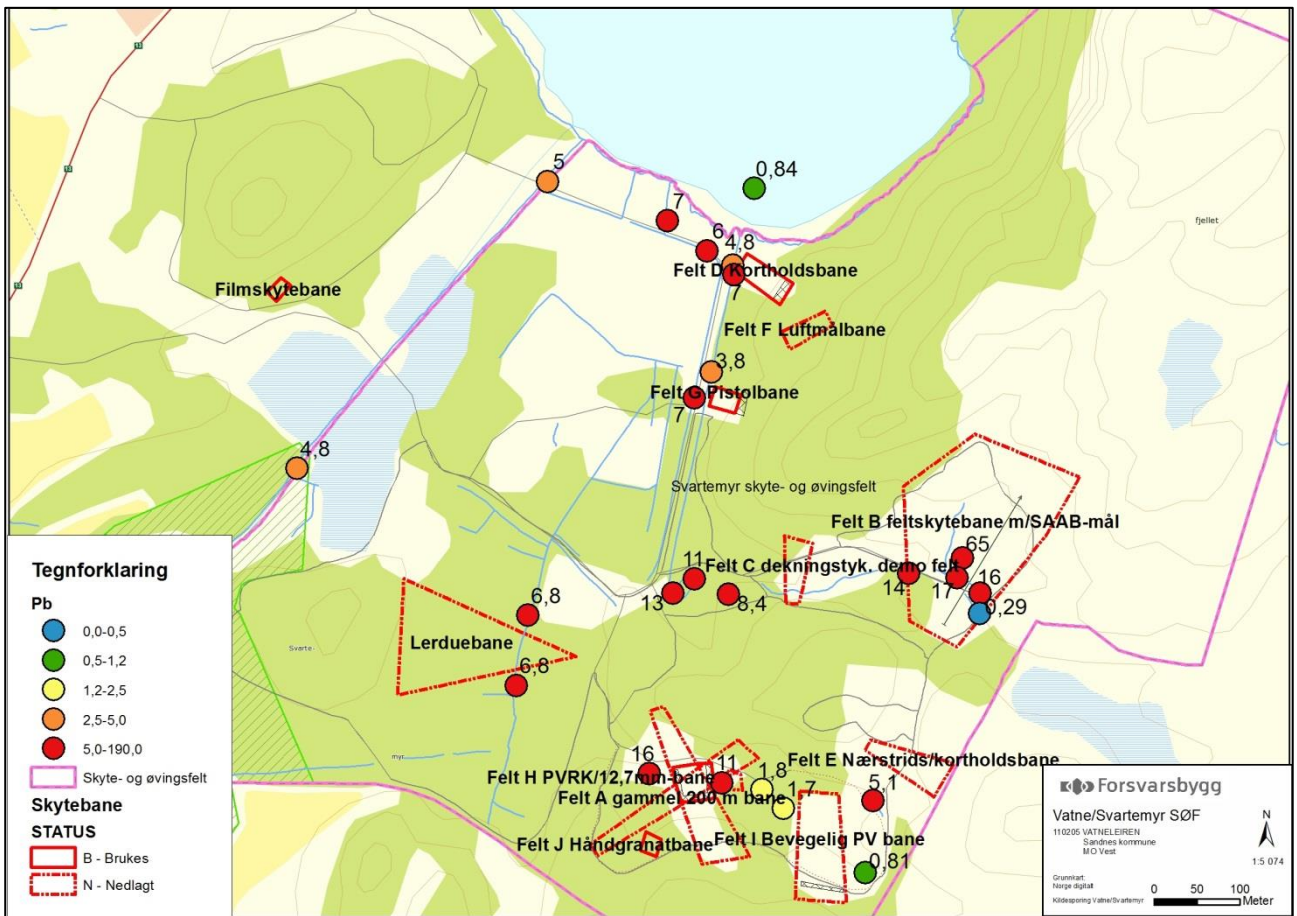 13
13
13
5
0,84
7
6
4,8
fjellet
Felt D Kortholdsbane
7
Filmskytebane
Felt F Luftmålbane
3,8
Felt G Pistolbane
7
4,8
Svartemyr skyte- og øvingsfelt
Felt B feltskytebane m/SAAB-mål
65
11
Felt C dekningstyk. demo felt
14
17
16
13
8,4
0,29
6,8
Lerduebane
Svarte-
6,8
myr
16
11
Felt E Nærstrids/kortholdsbane
Felt H PVRK/12,7mm-bane
1,8
Felt A gammel 200 m bane
1,7
5,1
Felt J Håndgranatbane
Felt I Bevegelig PV bane
0,81
Tegnforklaring
Pb
0,0-0,5
0,5-1,2
1,2-2,5
2,5-5,0
5,0-190,0
Skyte- og øvingsfelt
Skytebane
STATUS
B - Brukes
N - Nedlagt
Forsvarsbygg
Vatne/Svartemyr SØF
110205 VATNELEIREN
Sandnes kommune
MO Vest
N
1:5 074
Grunnkart:
Norge digitalt
Kildesporing Vatne/Svartemyr
0 50 100 Meter